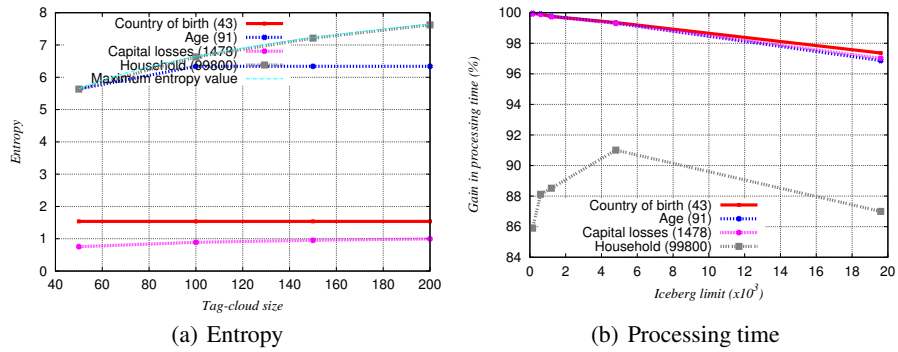 8
7
6
5
4
3
2
1
0
40
60
80
100
120
140
160
180
200
Entropy
Tag-cloud size
Country of birth (43)
Age (91)
Capital losses (1478)
Household (99800)
Maximum entropy value
(a) Entropy
100
98
96
94
92
90
88
86
84
0
2
4
6
8
10
12
14
16
18
20
Gain in processing time (%)
Iceberg limit (x10³)
Country of birth (43)
Age (91)
Capital losses (1478)
Household (99800)
(b) Processing time